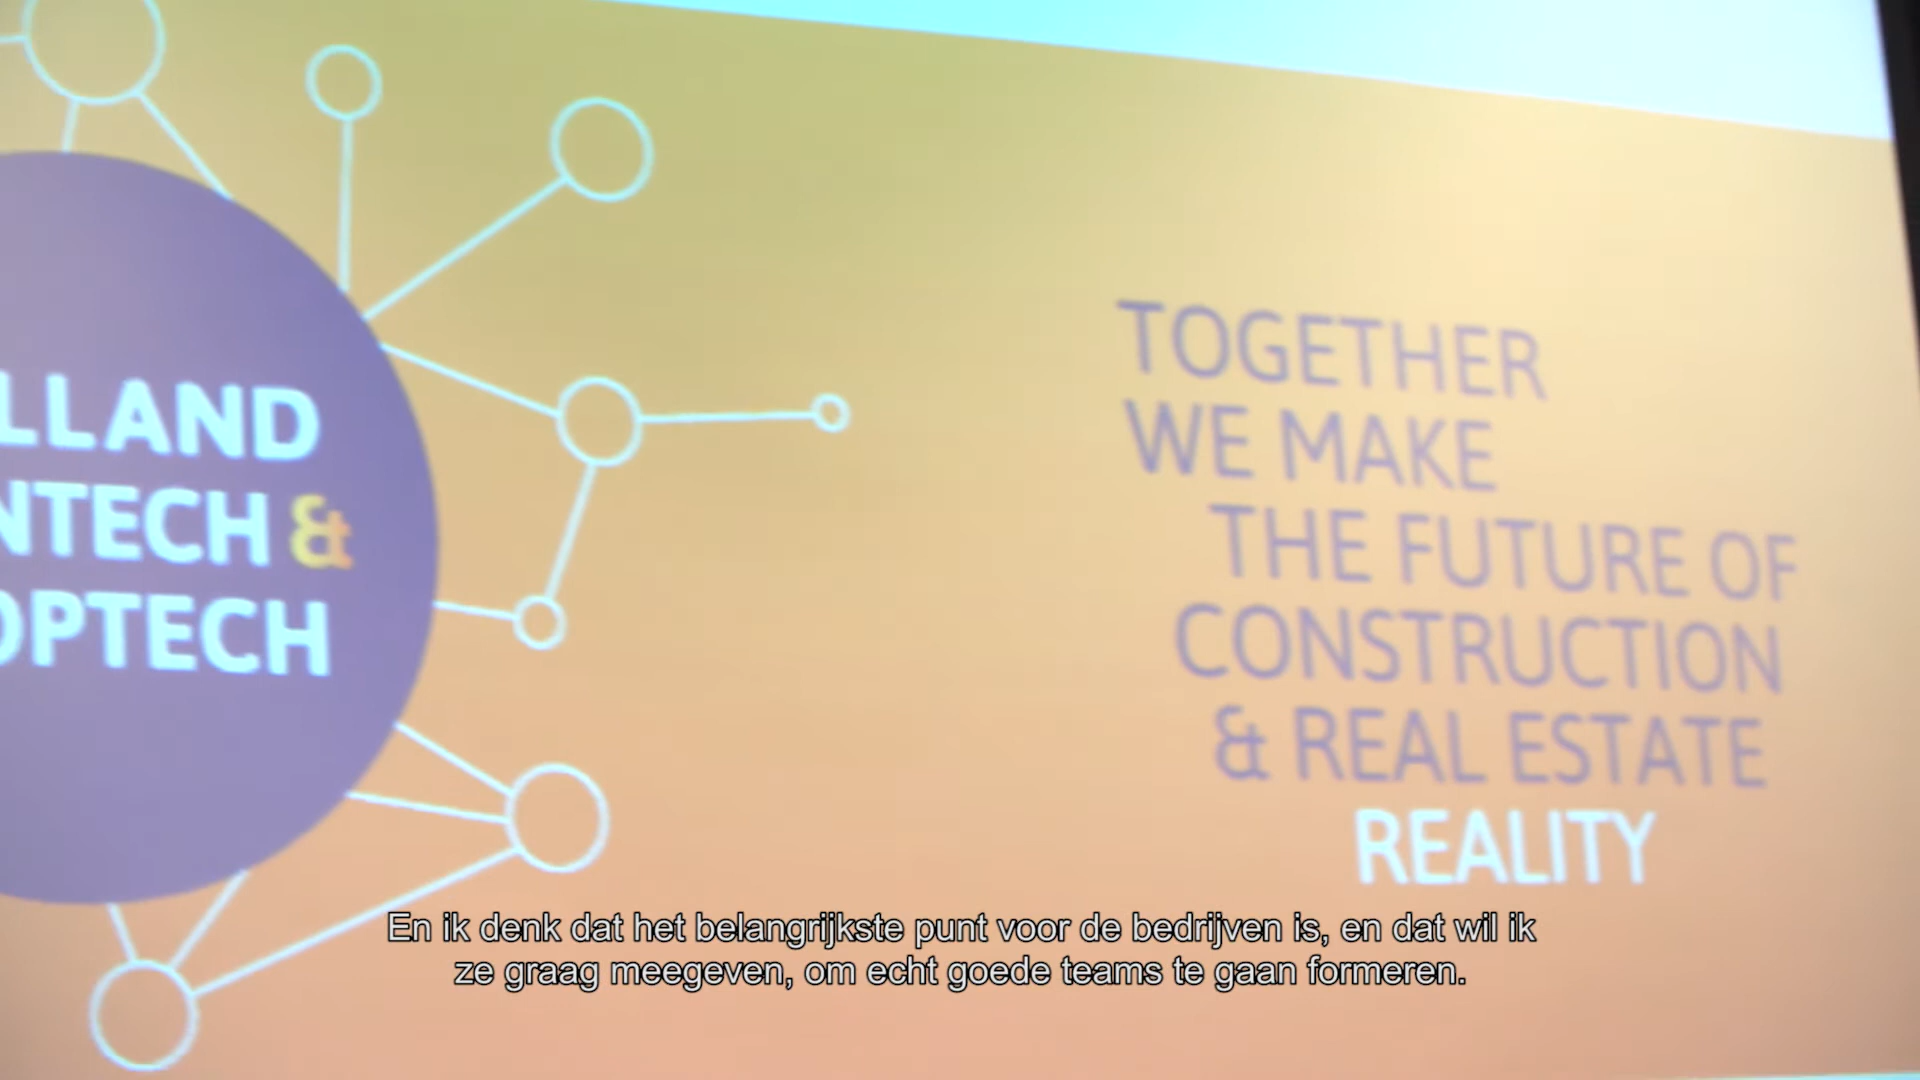 LLAND
NTECH &
OPTECH
TOGETHER
WE MAKE
THE FUTURE OF
CONSTRUCTION
& REAL ESTATE
REALITY
En ik denk dat het belangrijkste punt voor de bedrijven is, en dat wil ik
ze graag meegeven, om echt goede teams te gaan formeren.